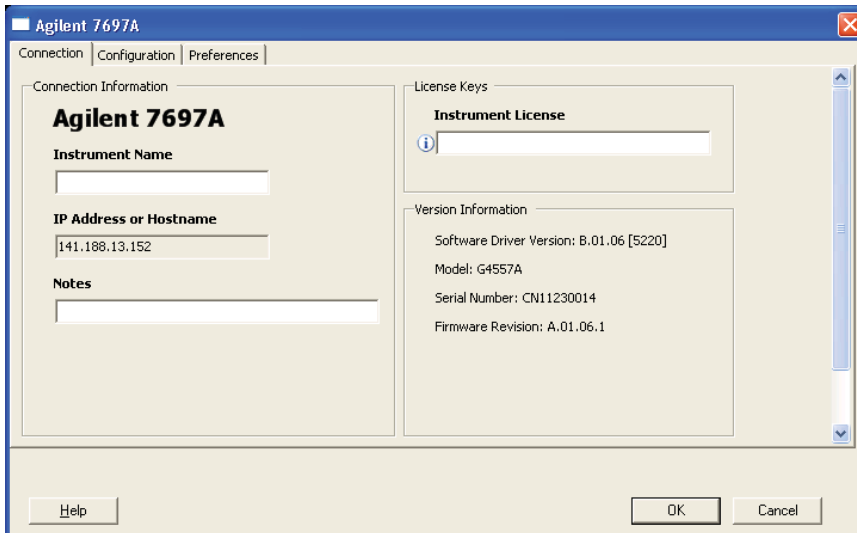 Agilent 7697A
Connection Configuration Preferences
Connection Information
Agilent 7697A
Instrument Name
IP Address or Hostname
141.188.13.152
Notes
License Keys
Instrument License
Version Information
Software Driver Version: B.01.06 [5220]
Model: G4557A
Serial Number: CN11230014
Firmware Revision: A.01.06.1
Help OK Cancel